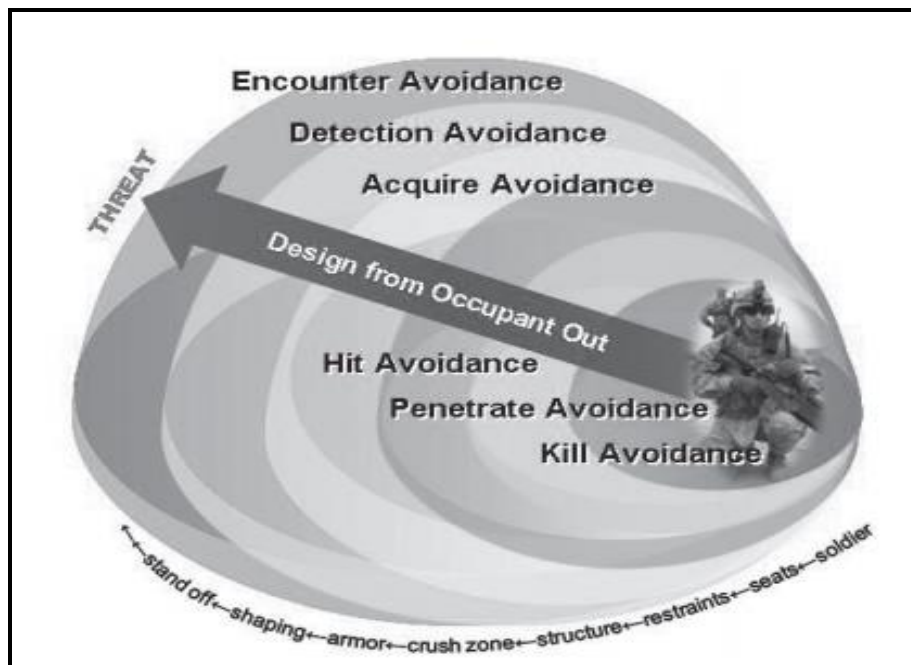 Encounter Avoidance
Detection Avoidance
Acquire Avoidance
THREAT
Design from Occupant Out
Hit Avoidance
Penetrate Avoidance
Kill Avoidance
←←stand off←shaping←armor←crush zone←structure←restraints←seats←soldier